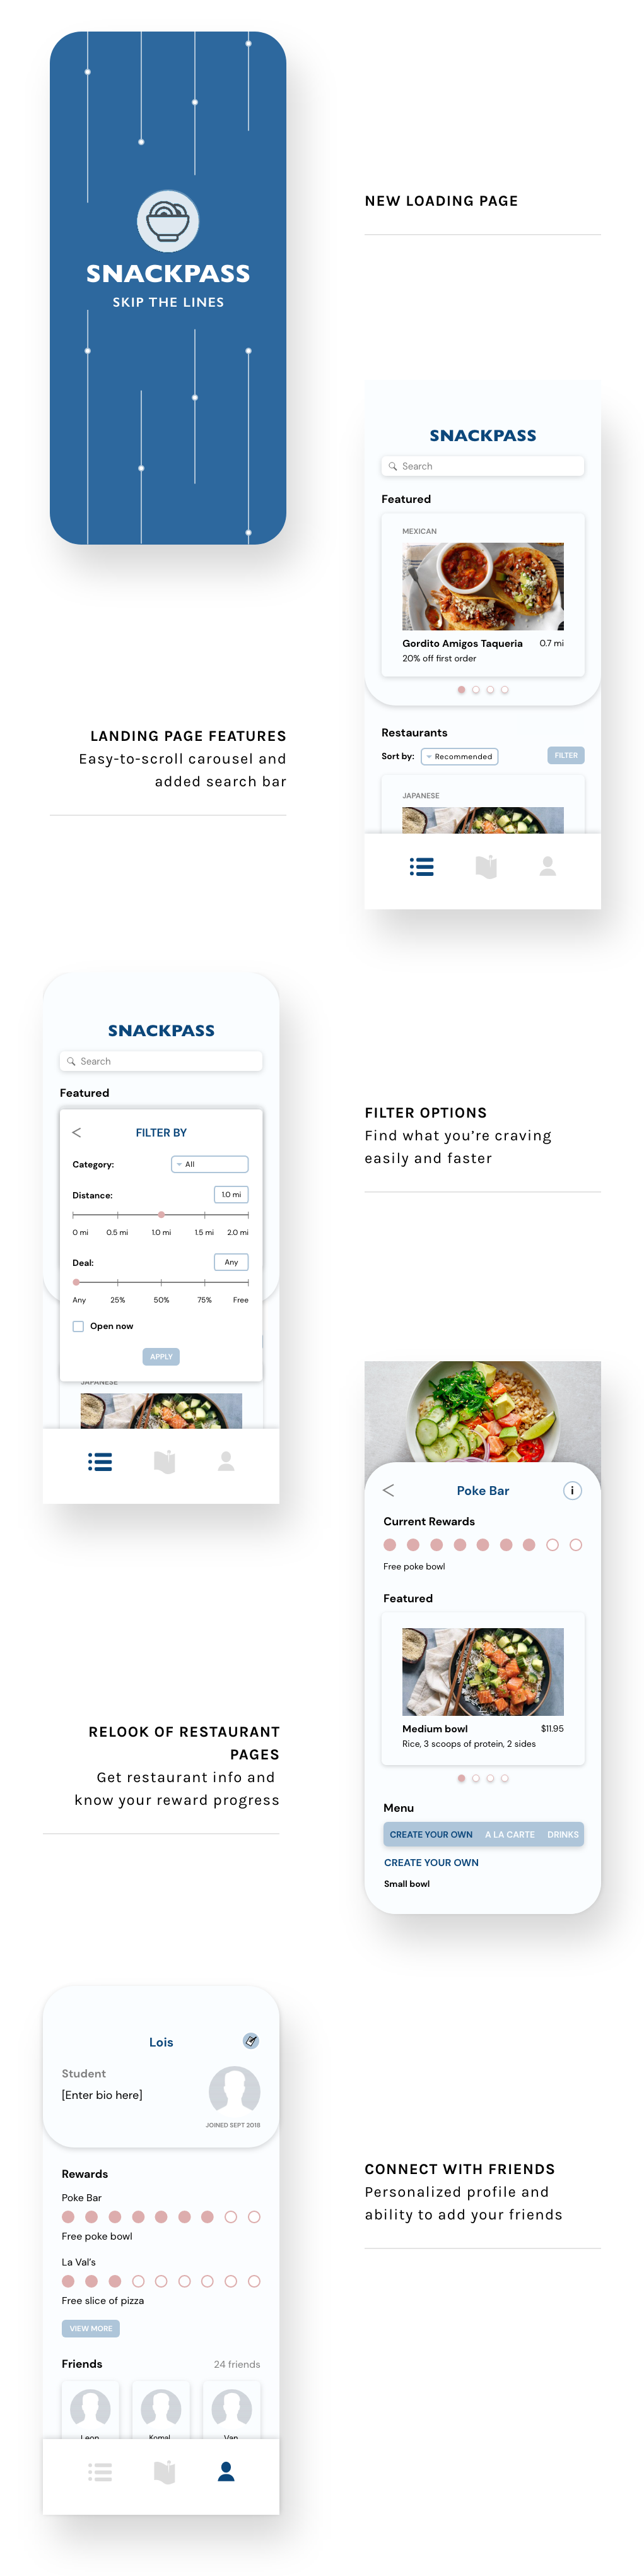 SNACKPASS
SKIP THE LINES
NEW LOADING PAGE
SNACKPASS
Search
Featured
MEXICAN
Gordito Amigos Taqueria 0.7 mi
20% off first order
Restaurants
Sort by: Recommended FILTER
JAPANESE
LANDING PAGE FEATURES
Easy-to-scroll carousel and
added search bar
SNACKPASS
Search
Featured
FILTER BY
Category: All
Distance: 1.0 mi
0 mi 0.5 mi 1.0 mi 1.5 mi 2.0 mi
Deal: Any
Any 25% 50% 75% Free
Open now
APPLY
JAPANESE
FILTER OPTIONS
Find what you’re craving
easily and faster
Poke Bar i
Current Rewards
Free poke bowl
Featured
Medium bowl $11.95
Rice, 3 scoops of protein, 2 sides
Menu
CREATE YOUR OWN A LA CARTE DRINKS
CREATE YOUR OWN
Small bowl
RELOOK OF RESTAURANT
PAGES
Get restaurant info and
know your reward progress
Lois
Student
[Enter bio here]
JOINED SEPT 2018
Rewards
Poke Bar
Free poke bowl
La Val’s
Free slice of pizza
VIEW MORE
Friends 24 friends
Leon Komal Van
CONNECT WITH FRIENDS
Personalized profile and
ability to add your friends